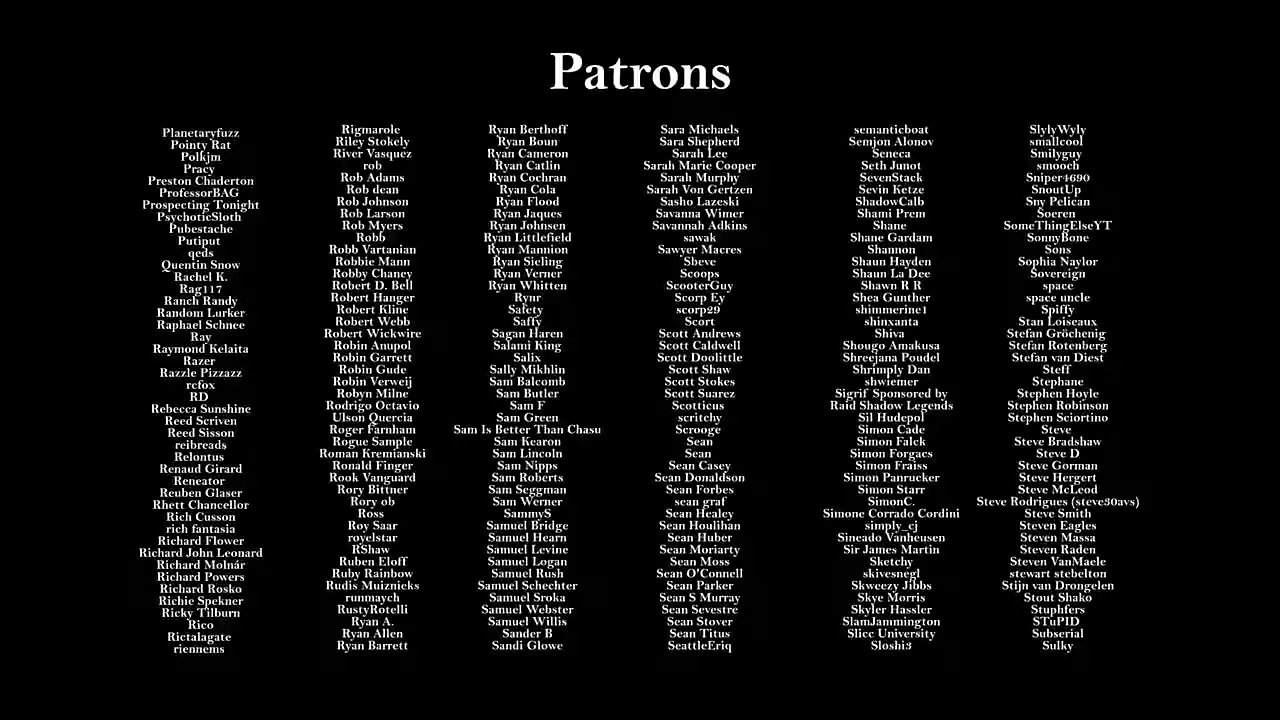 Patrons
Planetaryfuzz
Pointy Rat
Polkjm
Pracy
Preston Chaderton
ProfessorBAG
Prospecting Tonight
PsychoticSloth
Pubestache
Putiput
qeds
Quentin Snow
Rachel K.
Rag117
Ranch Randy
Random Lurker
Raphael Schnee
Ray
Raymond Kelaita
Razer
Razzle Pizzazz
rcfox
RD
Rebecca Sunshine
Reed Scriven
Reed Sisson
reibreads
Relontus
Renaud Girard
Reneator
Reuben Glaser
Rhett Chancellor
Rich Cusson
rich fantasia
Richard Flower
Richard John Leonard
Richard Molnár
Richard Powers
Richard Rosko
Richie Spekner
Ricky Tilburn
Rico
Rictalagate
riennems
Rigmarole
Riley Stokely
River Vasquez
rob
Rob Adams
Rob dean
Rob Johnson
Rob Larson
Rob Myers
Robb
Robb Vartanian
Robbie Mann
Robby Chaney
Robert D. Bell
Robert Hanger
Robert Kline
Robert Webb
Robert Wickwire
Robin Anupol
Robin Garrett
Robin Gude
Robin Verweij
Robyn Milne
Rodrigo Octavio
Ulson Quercia
Roger Farnham
Rogue Sample
Roman Kremianski
Ronald Finger
Rook Vanguard
Rory Bittner
Rory ob
Ross
Roy Saar
royelstar
RShaw
Ruben Eloff
Ruby Rainbow
Rudis Muiznieks
runmaych
RustyRotelli
Ryan A.
Ryan Allen
Ryan Barrett
Ryan Berthoff
Ryan Boun
Ryan Cameron
Ryan Catlin
Ryan Cochran
Ryan Cola
Ryan Flood
Ryan Jaques
Ryan Johnsen
Ryan Littlefield
Ryan Mannion
Ryan Sieling
Ryan Verner
Ryan Whitten
Rynr
Safety
Saffy
Sagan Haren
Salami King
Salix
Sally Mikhlin
Sam Balcomb
Sam Butler
Sam F
Sam Green
Sam Is Better Than Chasu
Sam Kearon
Sam Lincoln
Sam Nipps
Sam Roberts
Sam Seggman
Sam Werner
SammyS
Samuel Bridge
Samuel Hearn
Samuel Levine
Samuel Logan
Samuel Rush
Samuel Schechter
Samuel Sroka
Samuel Webster
Samuel Willis
Sander B
Sandi Glowe
Sara Michaels
Sara Shepherd
Sarah Lee
Sarah Marie Cooper
Sarah Murphy
Sarah Von Gertzen
Sasho Lazeski
Savanna Wimer
Savannah Adkins
sawak
Sawyer Macres
Sbeve
Scoops
ScooterGuy
Scorp Ey
scorp29
Scort
Scott Andrews
Scott Caldwell
Scott Doolittle
Scott Shaw
Scott Stokes
Scott Suarez
Scotticus
scritchy
Scrooge
Sean
Sean
Sean Casey
Sean Donaldson
Sean Forbes
sean graf
Sean Healey
Sean Houlihan
Sean Huber
Sean Moriarty
Sean Moss
Sean O'Connell
Sean Parker
Sean S Murray
Sean Sevestre
Sean Stover
Sean Titus
SeattleEriq
semanticboat
Semjon Alonov
Seneca
Seth Junot
SevenStack
Sevin Ketze
ShadowCalb
Shami Prem
Shane
Shane Gardam
Shannon
Shaun Hayden
Shaun La Dee
Shawn R R
Shea Gunther
shimmerine1
shinxanta
Shiva
Shougo Amakusa
Shreejana Poudel
Shrimply Dan
shwiemer
Sigrif Sponsored by
Raid Shadow Legends
Sil Hudepol
Simon Cade
Simon Falck
Simon Forgacs
Simon Fraiss
Simon Panrucker
Simon Starr
SimonC.
Simone Corrado Cordini
simply_cj
Sineado Vanheusen
Sir James Martin
Sketchy
skivesnegl
Skweezy Jibbs
Skye Morris
Skyler Hassler
SlamJammington
Slice University
Sloshi3
SlylyWyly
smallcool
Smilyguy
smooch
Sniper4690
SnoutUp
Sny Pelican
Soeren
SomeThingElseYT
SonnyBone
Sons
Sophia Naylor
Sovereign
space
space uncle
Spiffy
Stan Loiseaux
Stefan Gröchenig
Stefan Rotenberg
Stefan van Diest
Steff
Stephane
Stephen Hoyle
Stephen Robinson
Stephen Sciortino
Steve
Steve Bradshaw
Steve D
Steve Gorman
Steve Hergert
Steve McLeod
Steve Rodrigues (steve30avs)
Steve Smith
Steven Eagles
Steven Massa
Steven Raden
Steven VanMaele
stewart stebelton
Stijn van Drongelen
Stout Shako
Stuphfers
STuPID
Subserial
Sulky